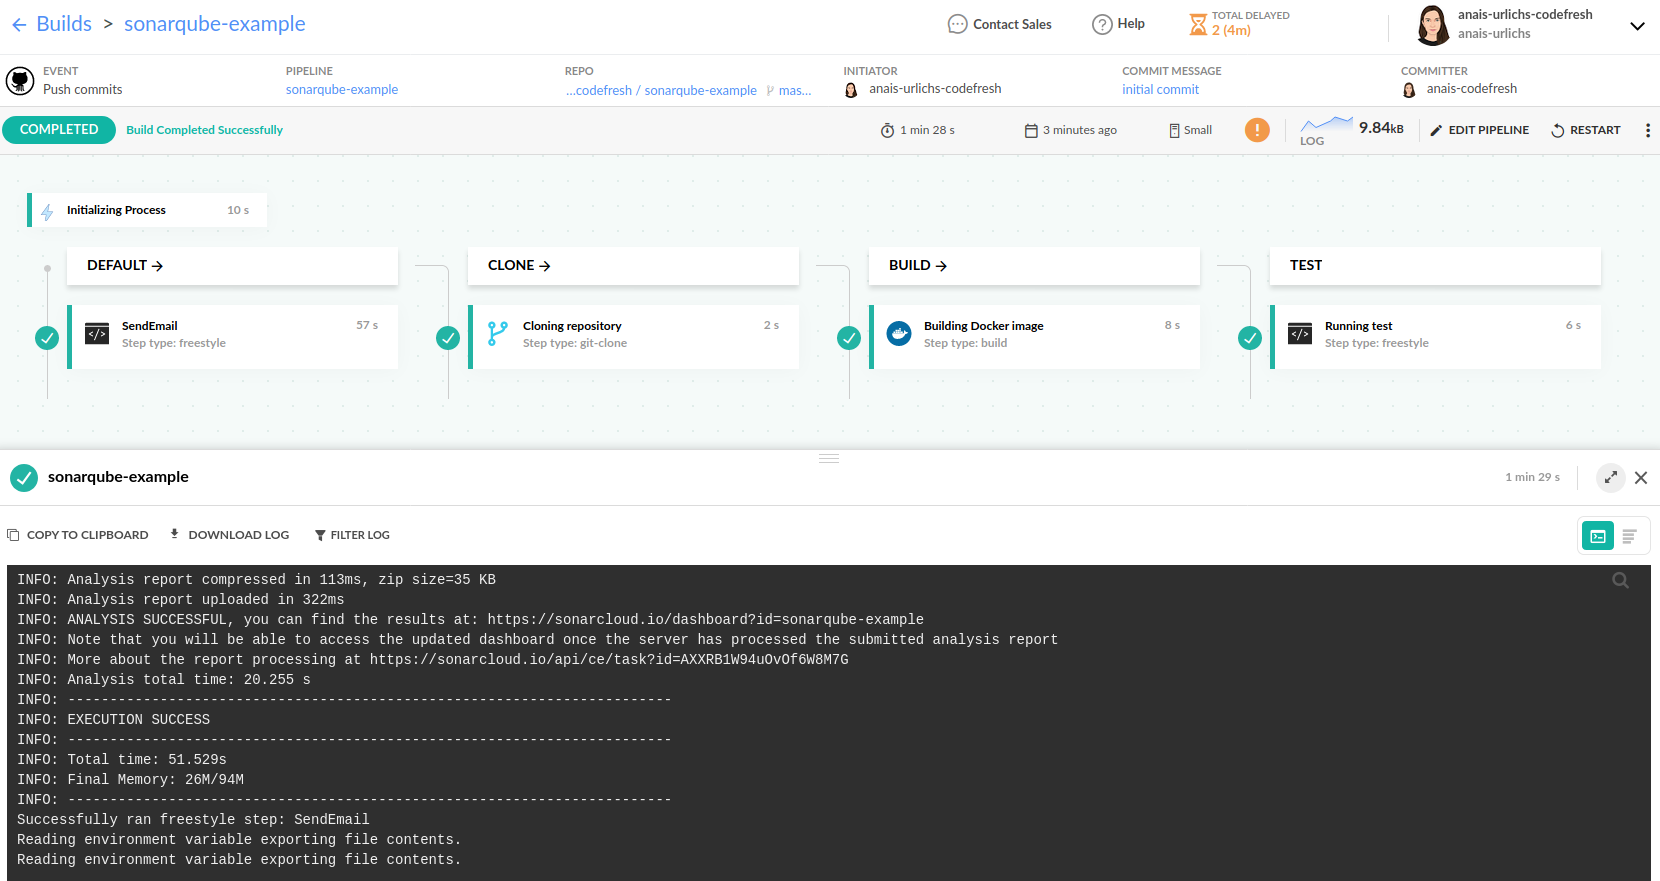 Builds > sonarqube-example
Contact Sales
Help
TOTAL DELAYED
2 (4m)
anais-urlichs-codefresh
anais-urlichs
EVENT
Push commits
PIPELINE
sonarqube-example
REPO
...codefresh / sonarqube-example mas...
INITIATOR
anais-urlichs-codefresh
COMMIT MESSAGE
initial commit
COMMITTER
anais-codefresh
COMPLETED
Build Completed Successfully
1 min 28 s
3 minutes ago
Small
!
LOG
9.84kB
EDIT PIPELINE
RESTART
Initializing Process 10 s
DEFAULT
SendEmail 57 s
Step type: freestyle
CLONE
Cloning repository 2 s
Step type: git-clone
BUILD
Building Docker image 8 s
Step type: build
TEST
Running test 6 s
Step type: freestyle
sonarqube-example
1 min 29 s
COPY TO CLIPBOARD
DOWNLOAD LOG
FILTER LOG
INFO: Analysis report compressed in 113ms, zip size=35 KB
INFO: Analysis report uploaded in 322ms
INFO: ANALYSIS SUCCESSFUL, you can find the results at: https://sonarcloud.io/dashboard?id=sonarqube-example
INFO: Note that you will be able to access the updated dashboard once the server has processed the submitted analysis report
INFO: More about the report processing at https://sonarcloud.io/api/ce/task?id=AXXRB1W94uOvOf6W8M7G
INFO: Analysis total time: 20.255 s
INFO: ------------------------------------------------------------------------
INFO: EXECUTION SUCCESS
INFO: ------------------------------------------------------------------------
INFO: Total time: 51.529s
INFO: Final Memory: 26M/94M
INFO: ------------------------------------------------------------------------
Successfully ran freestyle step: SendEmail
Reading environment variable exporting file contents.
Reading environment variable exporting file contents.